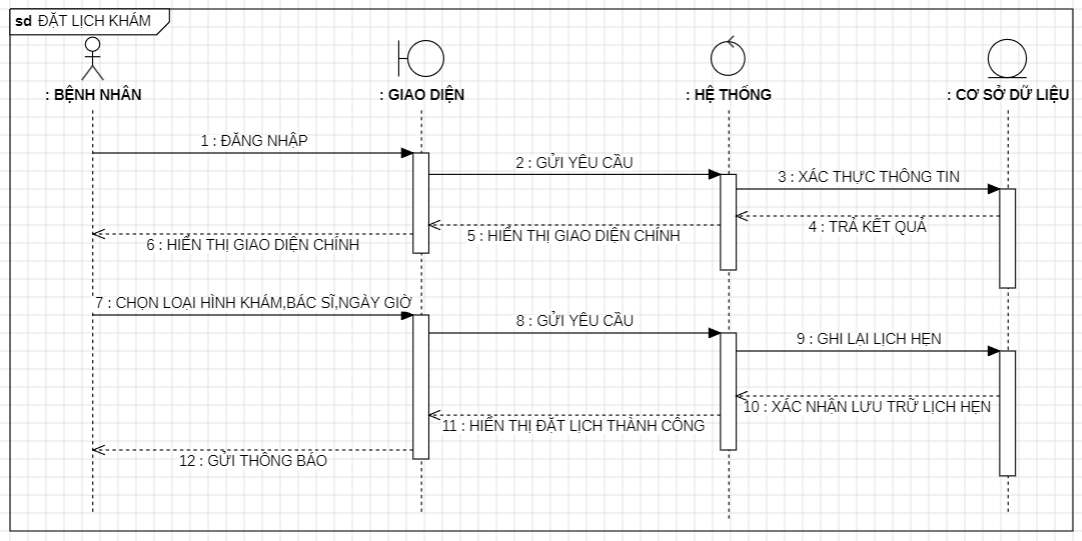 sd ĐẶT LỊCH KHÁM
: BỆNH NHÂN
: GIAO DIỆN
: HỆ THỐNG
: CƠ SỞ DỮ LIỆU
1 : ĐĂNG NHẬP
2 : GỬI YÊU CẦU
3 : XÁC THỰC THÔNG TIN
4 : TRẢ KẾT QUẢ
5 : HIỂN THỊ GIAO DIỆN CHÍNH
6 : HIỂN THỊ GIAO DIỆN CHÍNH
7 : CHỌN LOẠI HÌNH KHÁM,BÁC SĨ,NGÀY GIỜ
8 : GỬI YÊU CẦU
9 : GHI LẠI LỊCH HẸN
10 : XÁC NHẬN LƯU TRỮ LỊCH HẸN
11 : HIỂN THỊ ĐẶT LỊCH THÀNH CÔNG
12 : GỬI THÔNG BÁO